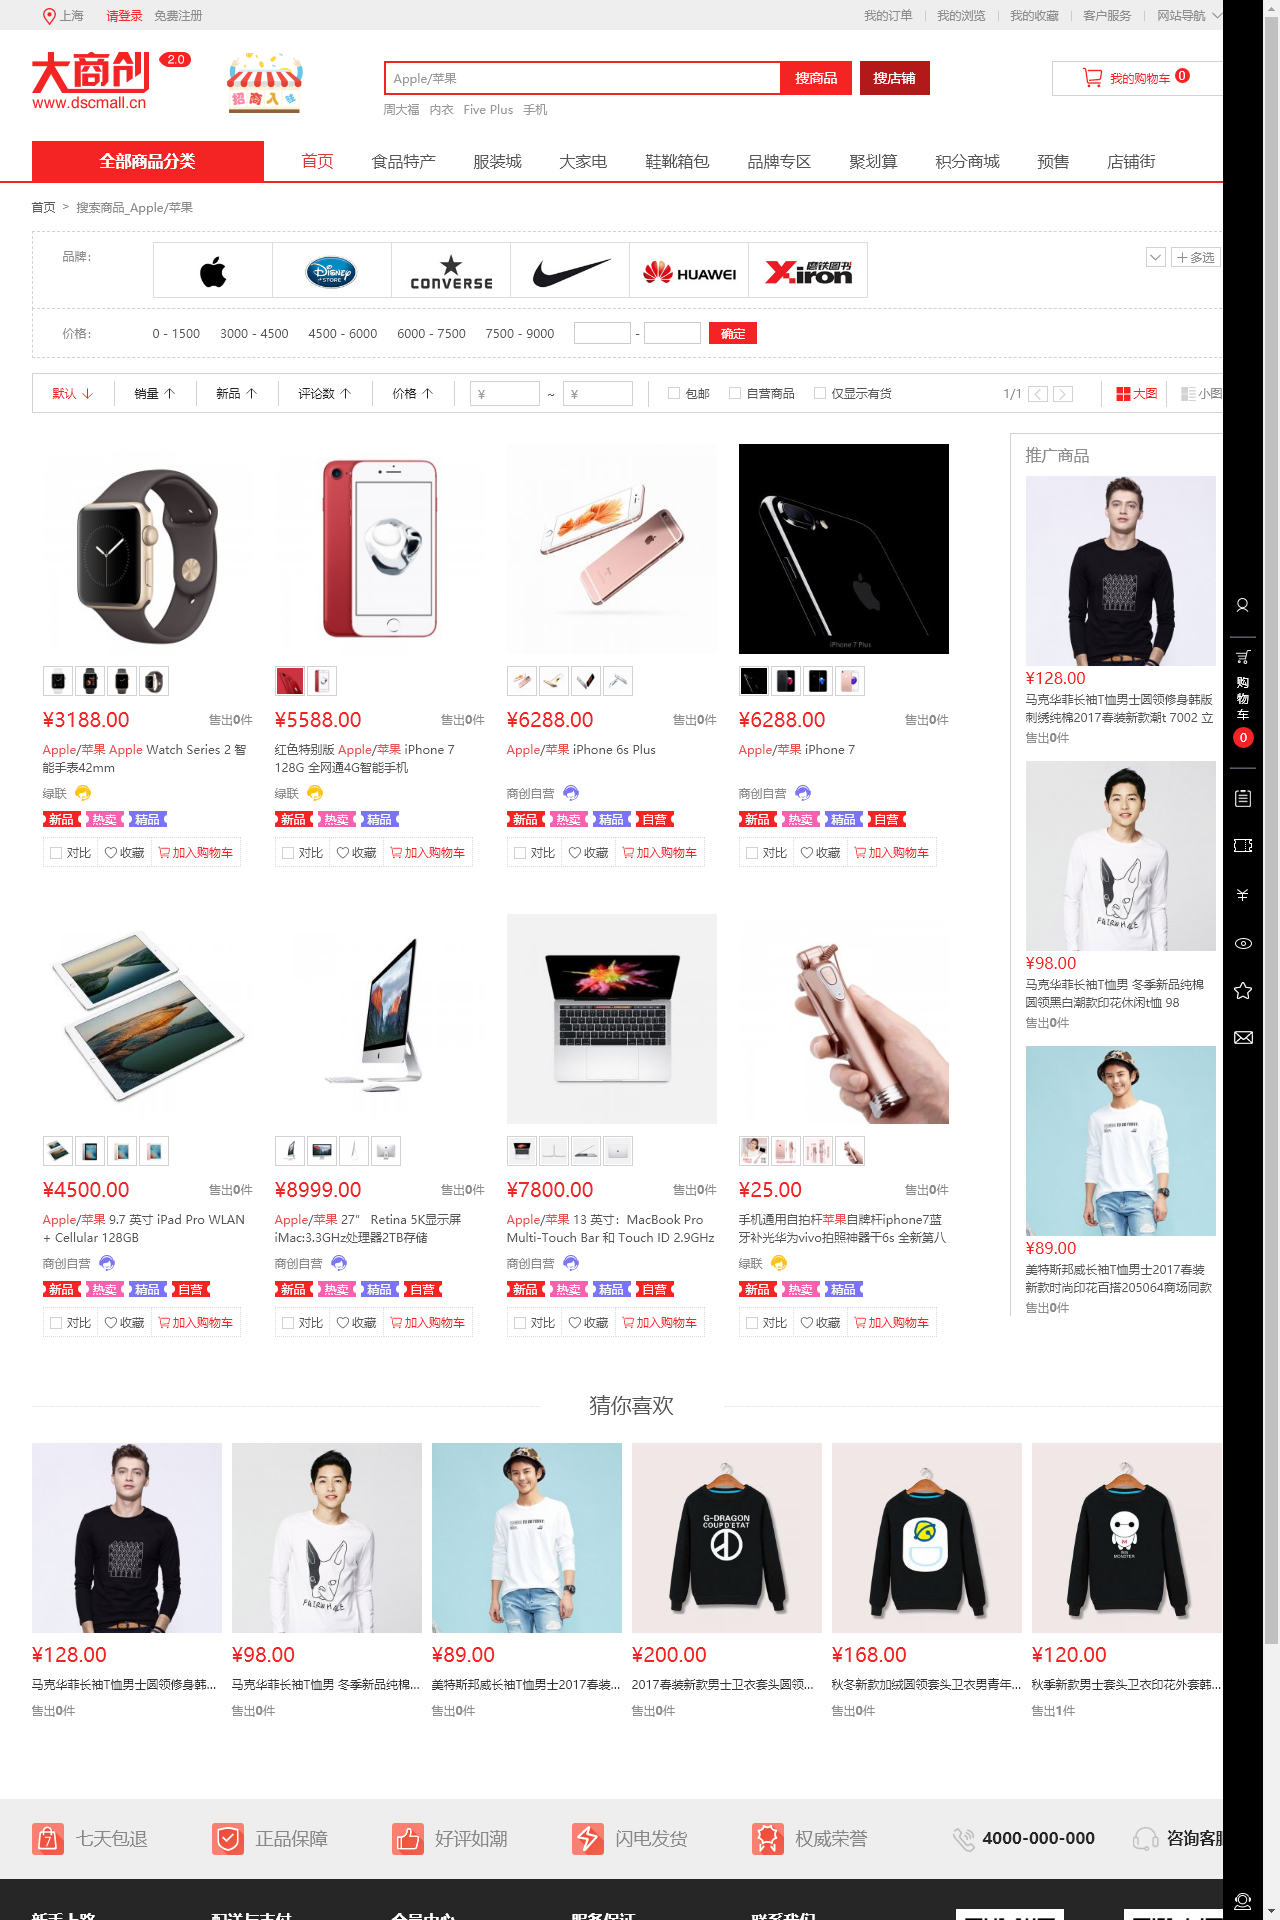 上海 请登录 免费注册 我的订单 我的浏览 我的收藏 客户服务 网站导航
大商创 2.0
www.dscmall.cn
招商入驻
Apple/苹果 搜商品 搜店铺
我的购物车 0
周大福 内衣 Five Plus 手机
全部商品分类 首页 食品特产 服装城 大家电 鞋靴箱包 品牌专区 聚划算 积分商城 预售 店铺街
首页 > 搜索商品_Apple/苹果
品牌： Disney STORE CONVERSE HUAWEI 磨铁图书 Xiron 多选
价格： 0 - 1500 3000 - 4500 4500 - 6000 6000 - 7500 7500 - 9000 - 确定
默认 销量 新品 评论数 价格 ¥ ~ ¥ 包邮 自营商品 仅显示有货 1/1 大图 小图
推广商品
iPhone 7 Plus
¥3188.00 售出0件
Apple/苹果 Apple Watch Series 2 智
能手表42mm
绿联
新品 热卖 精品
对比 收藏 加入购物车
¥5588.00 售出0件
红色特别版 Apple/苹果 iPhone 7
128G 全网通4G智能手机
绿联
新品 热卖 精品
对比 收藏 加入购物车
¥6288.00 售出0件
Apple/苹果 iPhone 6s Plus
商创自营
新品 热卖 精品 自营
对比 收藏 加入购物车
¥6288.00 售出0件
Apple/苹果 iPhone 7
商创自营
新品 热卖 精品 自营
对比 收藏 加入购物车
¥4500.00 售出0件
Apple/苹果 9.7 英寸 iPad Pro WLAN
+ Cellular 128GB
商创自营
新品 热卖 精品 自营
对比 收藏 加入购物车
¥8999.00 售出0件
Apple/苹果 27” Retina 5K显示屏
iMac:3.3GHz处理器2TB存储
商创自营
新品 热卖 精品 自营
对比 收藏 加入购物车
¥7800.00 售出0件
Apple/苹果 13 英寸：MacBook Pro
Multi-Touch Bar 和 Touch ID 2.9GHz
商创自营
新品 热卖 精品 自营
对比 收藏 加入购物车
¥25.00 售出0件
手机通用自拍杆苹果自牌杆iphone7蓝
牙补光华为vivo拍照神器干6s 全新第八
绿联
新品 热卖 精品
对比 收藏 加入购物车
¥128.00
马克华菲长袖T恤男士圆领修身韩版
刺绣纯棉2017春装新款潮t 7002 立
售出0件
¥98.00
马克华菲长袖T恤男 冬季新品纯棉
圆领黑白潮款印花休闲t恤 98
售出0件
¥89.00
美特斯邦威长袖T恤男士2017春装
新款时尚印花百搭205064商场同款
售出0件
购物车
0
猜你喜欢
G-DRAGON
COUP D'ETAT
MONSTER
¥128.00 ¥98.00 ¥89.00 ¥200.00 ¥168.00 ¥120.00
马克华菲长袖T恤男士圆领修身韩... 马克华菲长袖T恤男 冬季新品纯棉... 美特斯邦威长袖T恤男士2017春装... 2017春装新款男士卫衣套头圆领... 秋冬新款加绒圆领套头卫衣男青年... 秋季新款男士套头卫衣印花外套韩...
售出0件 售出0件 售出0件 售出0件 售出0件 售出1件
7 七天包退 正品保障 好评如潮 闪电发货 权威荣誉 4000-000-000 咨询客服
新手上路 配送与支付 会员中心 服务保证 联系我们